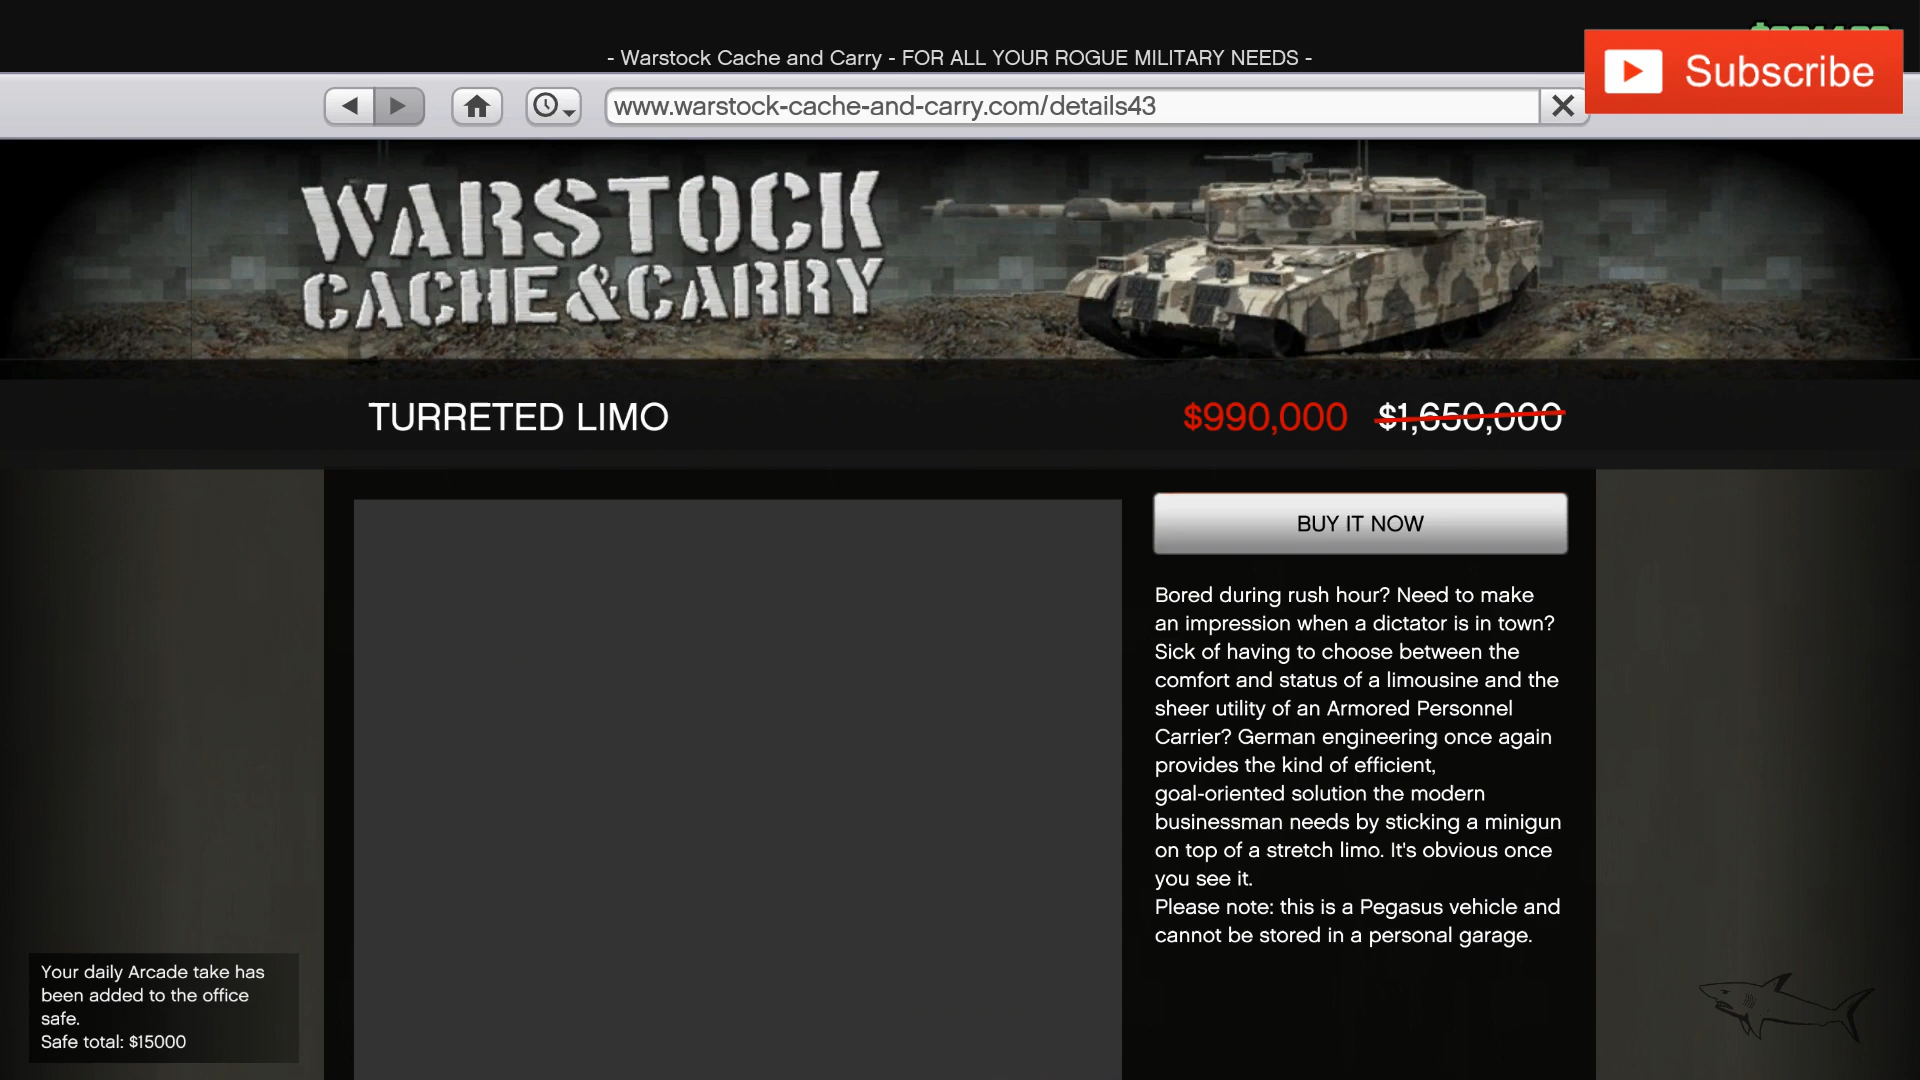 - Warstock Cache and Carry - FOR ALL YOUR ROGUE MILITARY NEEDS -
Subscribe
www.warstock-cache-and-carry.com/details43
WARSTOCK
CACHE & CARRY
TURRETED LIMO
$990,000 $1,650,000
BUY IT NOW
Bored during rush hour? Need to make
an impression when a dictator is in town?
Sick of having to choose between the
comfort and status of a limousine and the
sheer utility of an Armored Personnel
Carrier? German engineering once again
provides the kind of efficient,
goal-oriented solution the modern
businessman needs by sticking a minigun
on top of a stretch limo. It's obvious once
you see it.
Please note: this is a Pegasus vehicle and
cannot be stored in a personal garage.
Your daily Arcade take has
been added to the office
safe.
Safe total: $15000